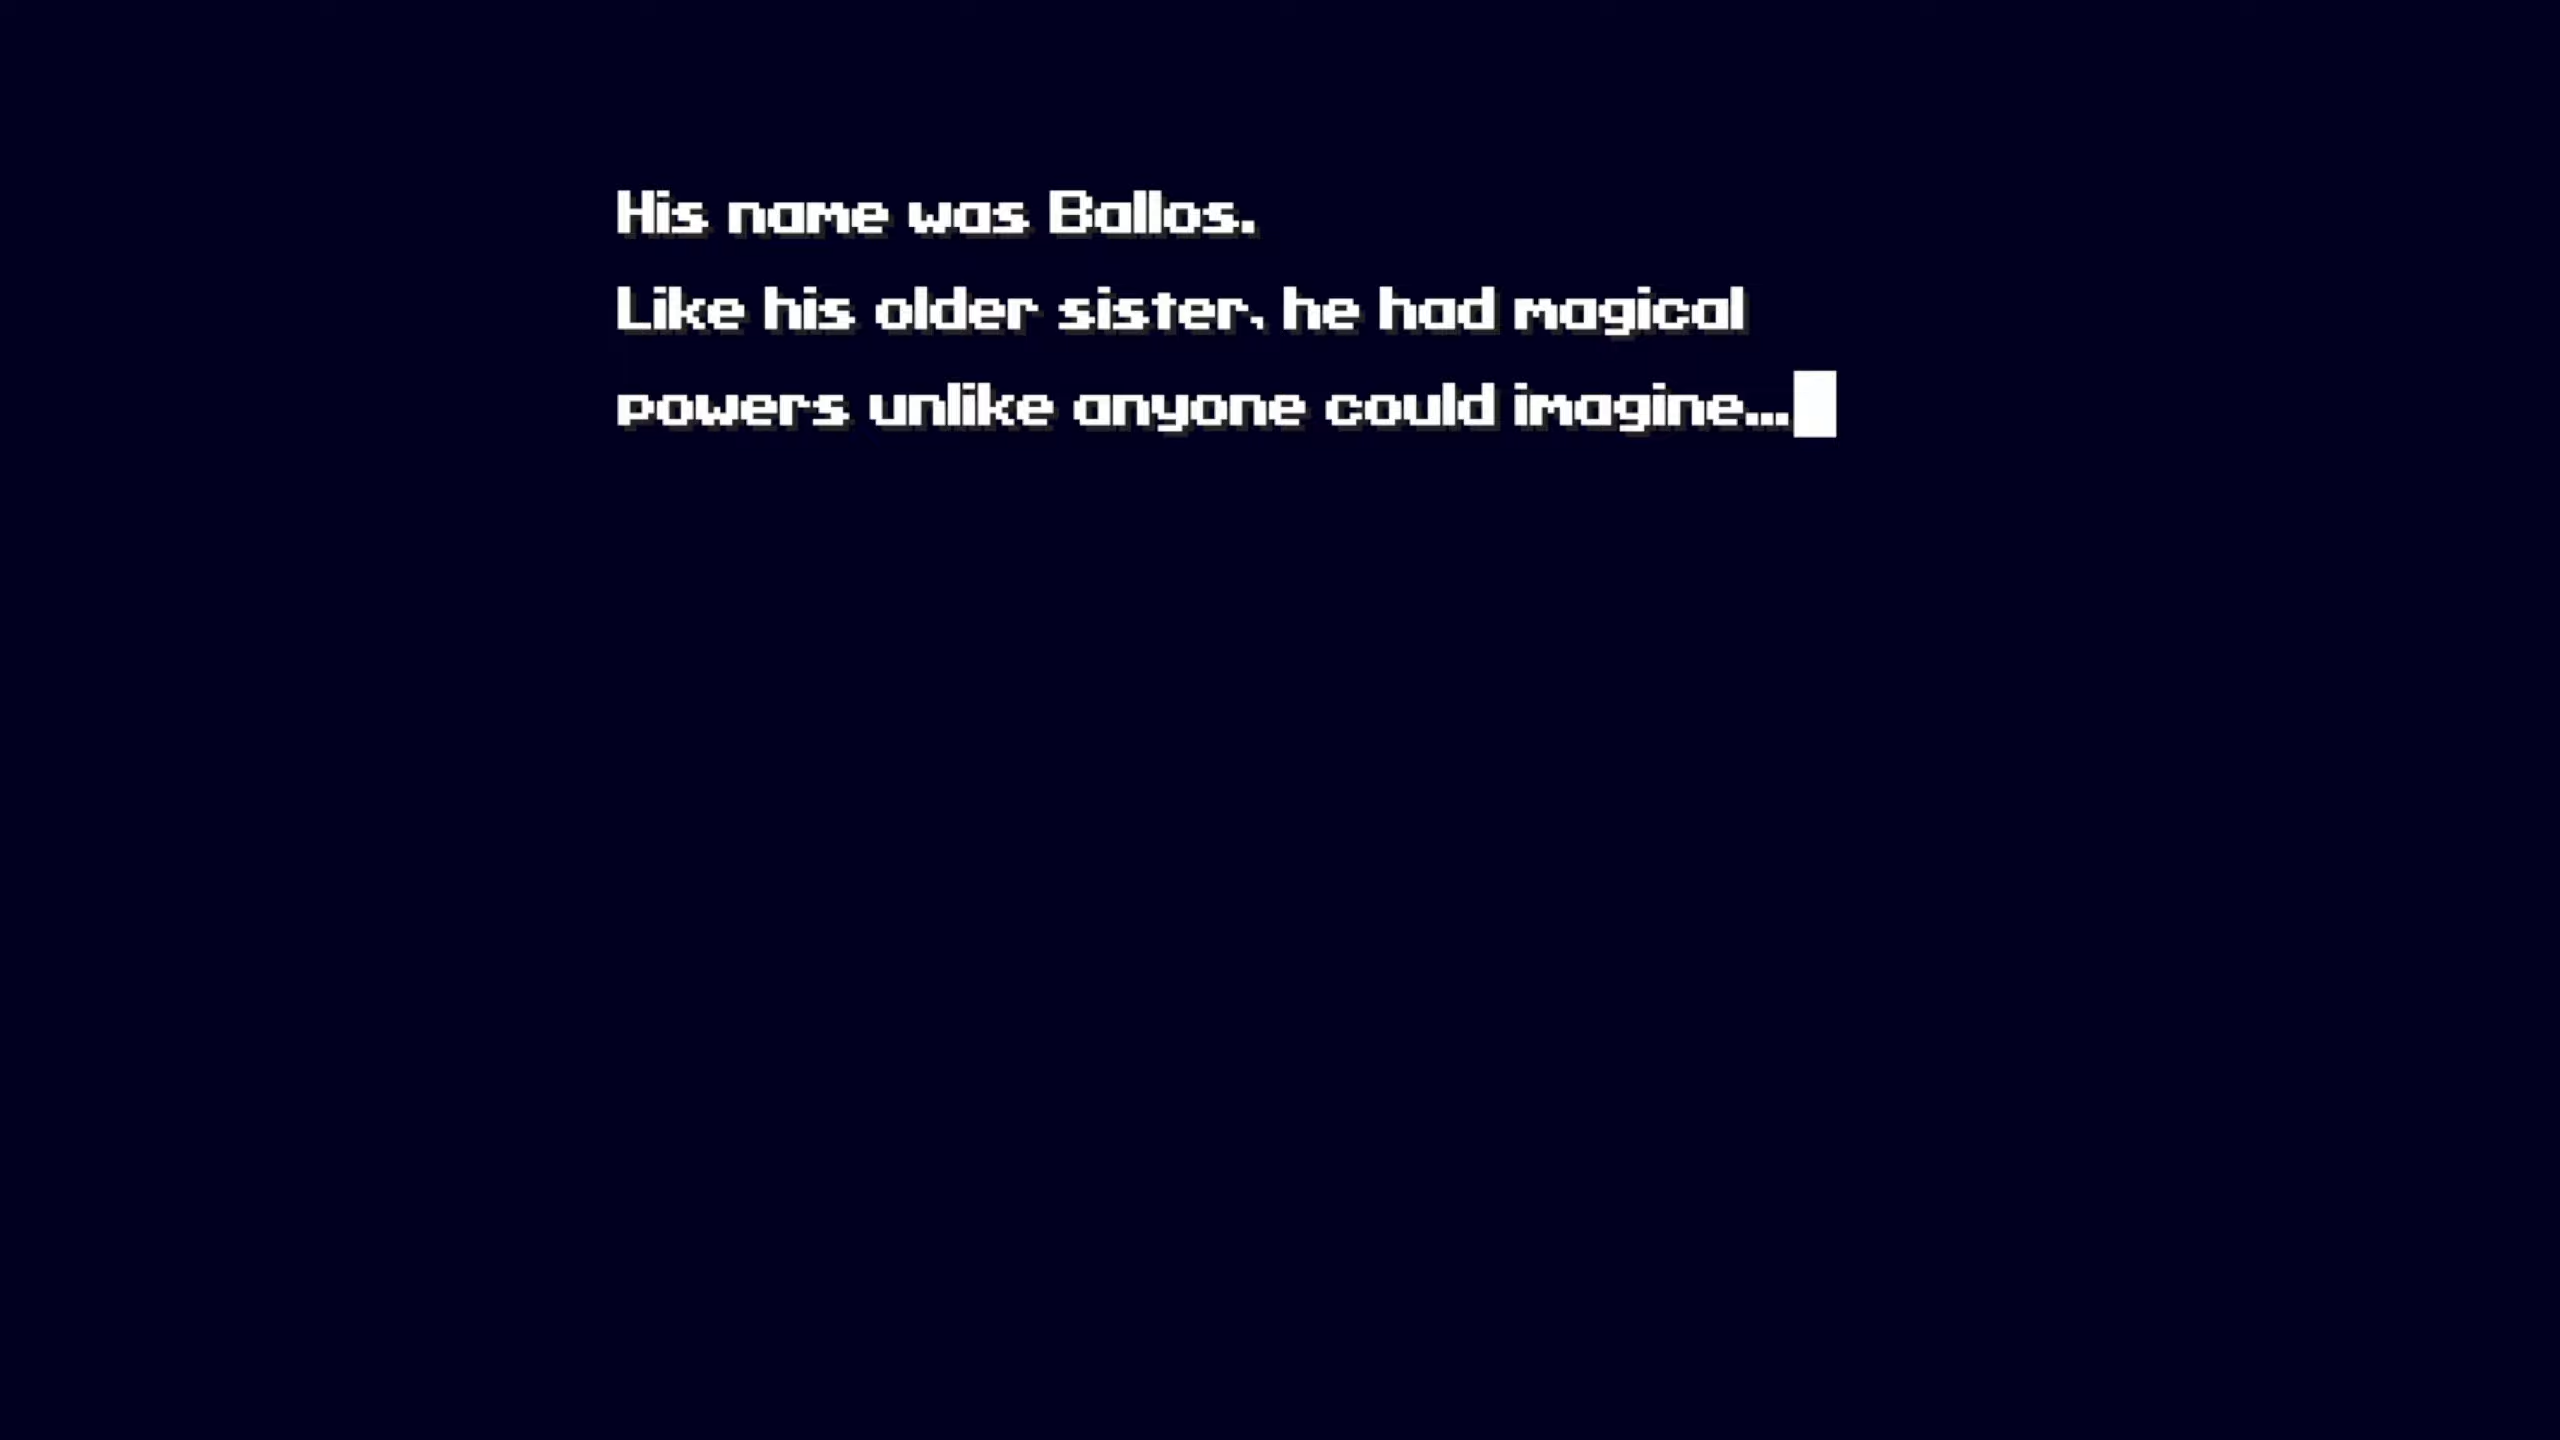 His name was Ballos.
Like his older sister, he had magical
powers unlike anyone could imagine...